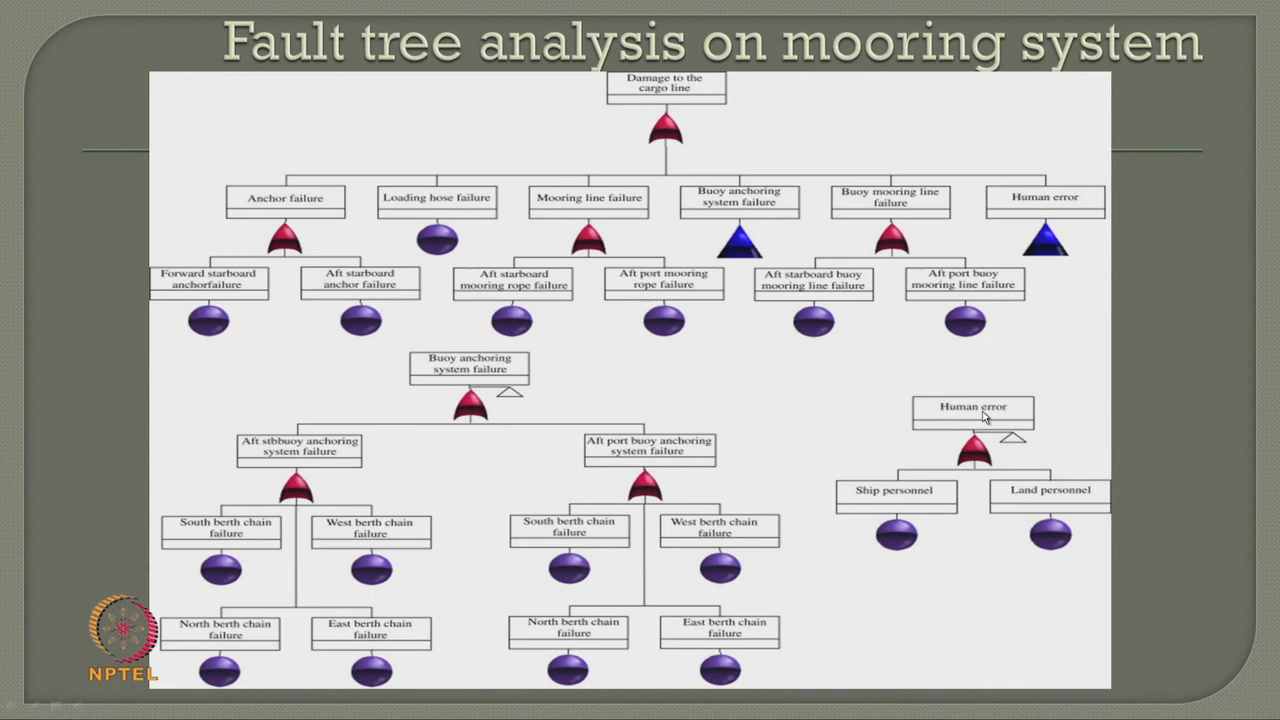 Fault tree analysis on mooring system
Damage to the
cargo line
Anchor failure
Loading hose failure
Mooring line failure
Buoy anchoring
system failure
Buoy mooring line
failure
Human error
Forward starboard
anchorfailure
Aft starboard
anchor failure
Aft starboard
mooring rope failure
Aft port mooring
rope failure
Aft starboard buoy
mooring line failure
Aft port buoy
mooring line failure
Buoy anchoring
system failure
Human error
Aft stbbuoy anchoring
system failure
Aft port buoy anchoring
system failure
Ship personnel
Land personnel
South berth chain
failure
West berth chain
failure
South berth chain
failure
West berth chain
failure
North berth chain
failure
East berth chain
failure
North berth chain
failure
East berth chain
failure
NPTEL